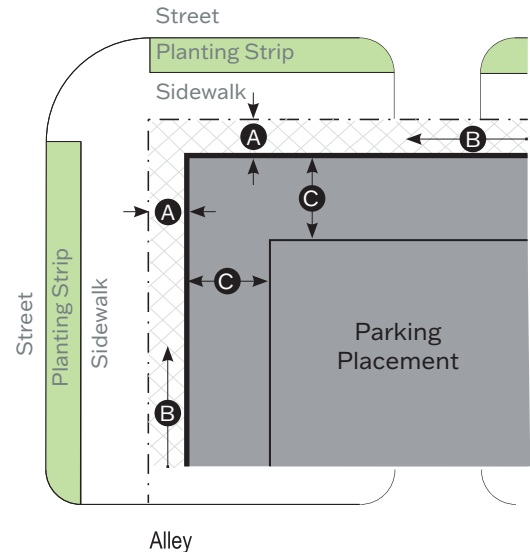 Street
Planting Strip
Sidewalk
A
B
A
C
C
Street
Planting Strip
Sidewalk
Parking
Placement
B
Alley